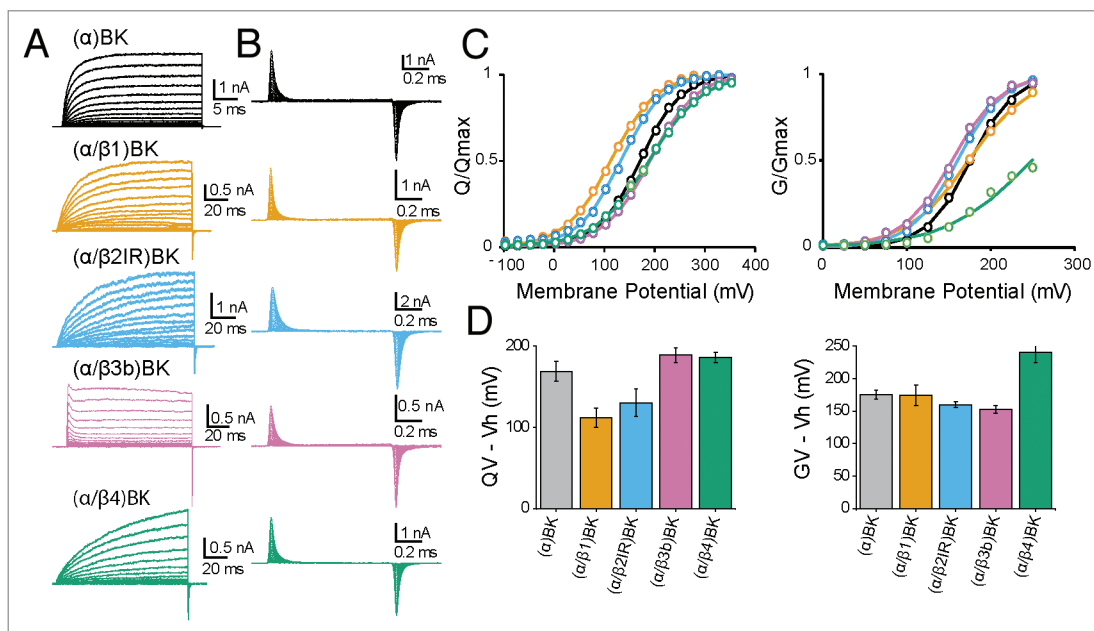 A
B
C
(α)BK
1 nA
5 ms
1 nA
0.2 ms
(α/β1)BK
0.5 nA
20 ms
1 nA
0.2 ms
(α/β2IR)BK
1 nA
20 ms
2 nA
0.2 ms
(α/β3b)BK
0.5 nA
20 ms
0.5 nA
0.2 ms
(α/β4)BK
0.5 nA
20 ms
1 nA
0.2 ms
Q/Qmax
1
0.5
0
-100 0 100 200 300 400
Membrane Potential (mV)
G/Gmax
1
0.5
0
0 100 200 300
Membrane Potential (mV)
D
QV - Vh (mV)
200
100
0
(α)BK
(α/β1)BK
(α/β2IR)BK
(α/β3b)BK
(α/β4)BK
GV - Vh (mV)
250
200
150
100
50
0
(α)BK
(α/β1)BK
(α/β2IR)BK
(α/β3b)BK
(α/β4)BK